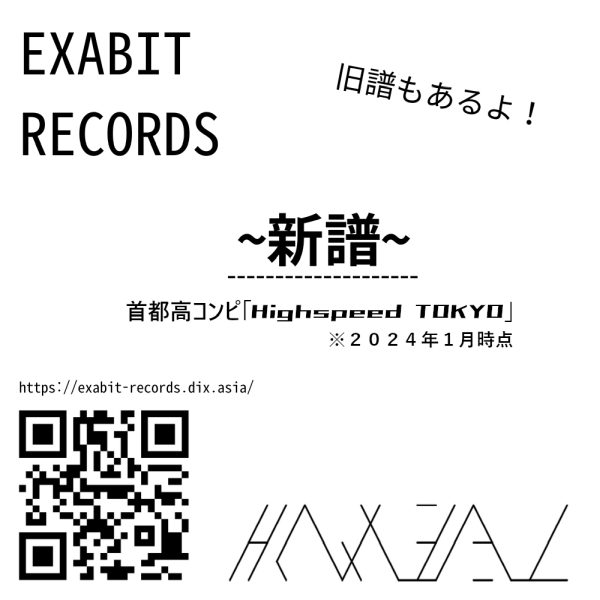 EXABIT
RECORDS
旧譜もあるよ！
~新譜~
首都高コンピ「Highspeed TOKYO」
※２０２４年１月時点
https://exabit-records.dix.asia/